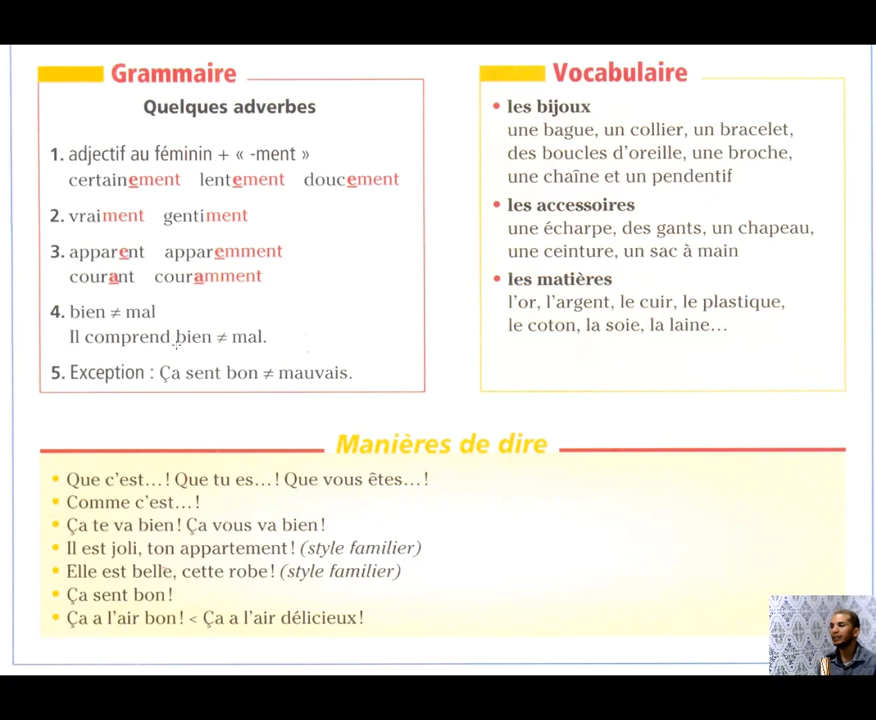 Grammaire
Quelques adverbes
1. adjectif au féminin + « -ment »
certainement lentement doucement
2. vraiment gentiment
3. apparent apparemment
courant couramment
4. bien ≠ mal
Il comprend bien ≠ mal.
5. Exception : Ça sent bon ≠ mauvais.
Vocabulaire
• les bijoux
une bague, un collier, un bracelet,
des boucles d'oreille, une broche,
une chaîne et un pendentif
• les accessoires
une écharpe, des gants, un chapeau,
une ceinture, un sac à main
• les matières
l'or, l'argent, le cuir, le plastique,
le coton, la soie, la laine...
Manières de dire
• Que c'est...! Que tu es...! Que vous êtes...!
• Comme c'est...!
• Ça te va bien! Ça vous va bien!
• Il est joli, ton appartement! (style familier)
• Elle est belle, cette robe! (style familier)
• Ça sent bon!
• Ça a l'air bon! < Ça a l'air délicieux!